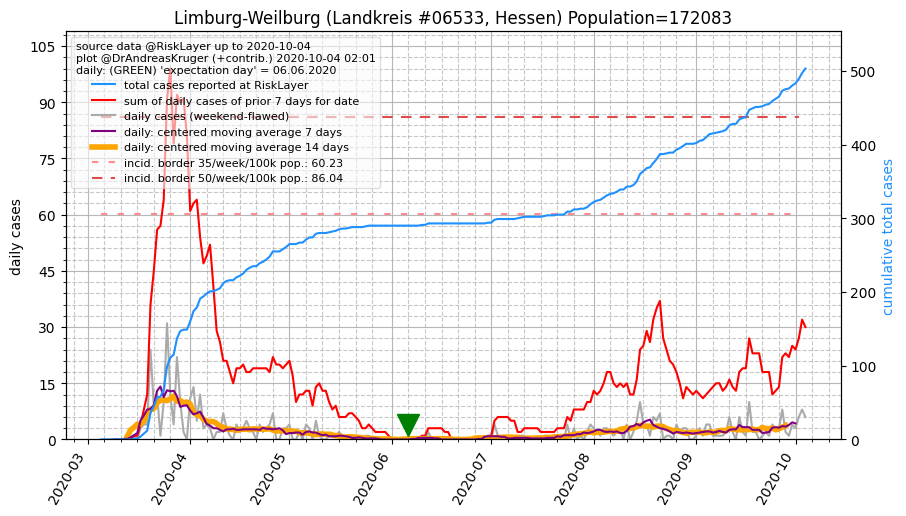 Limburg-Weilburg (Landkreis #06533, Hessen) Population=172083
source data @RiskLayer up to 2020-10-04
plot @DrAndreasKruger (+contrib.) 2020-10-04 02:01
daily: (GREEN) 'expectation day' = 06.06.2020
total cases reported at RiskLayer
sum of daily cases of prior 7 days for date
daily cases (weekend-flawed)
daily: centered moving average 7 days
daily: centered moving average 14 days
incid. border 35/week/100k pop.: 60.23
incid. border 50/week/100k pop.: 86.04
daily cases
105
90
75
60
45
30
15
0
cumulative total cases
500
400
300
200
100
0
2020-03
2020-04
2020-05
2020-06
2020-07
2020-08
2020-09
2020-10